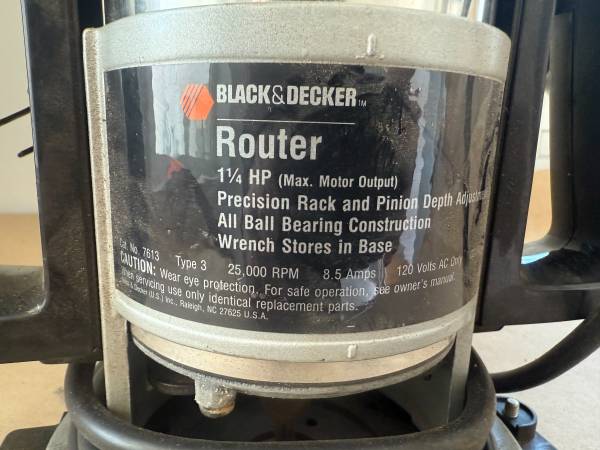 BLACK&DECKER TM
Router
1¼ HP (Max. Motor Output)
Precision Rack and Pinion Depth Adjustment
All Ball Bearing Construction
Wrench Stores in Base
Cat. No. 7613 Type 3 25,000 RPM 8.5 Amps 120 Volts AC Only
CAUTION: Wear eye protection. For safe operation, see owner's manual.
When servicing use only identical replacement parts.
Black & Decker (U.S.) Inc., Raleigh, NC 27625 U.S.A.